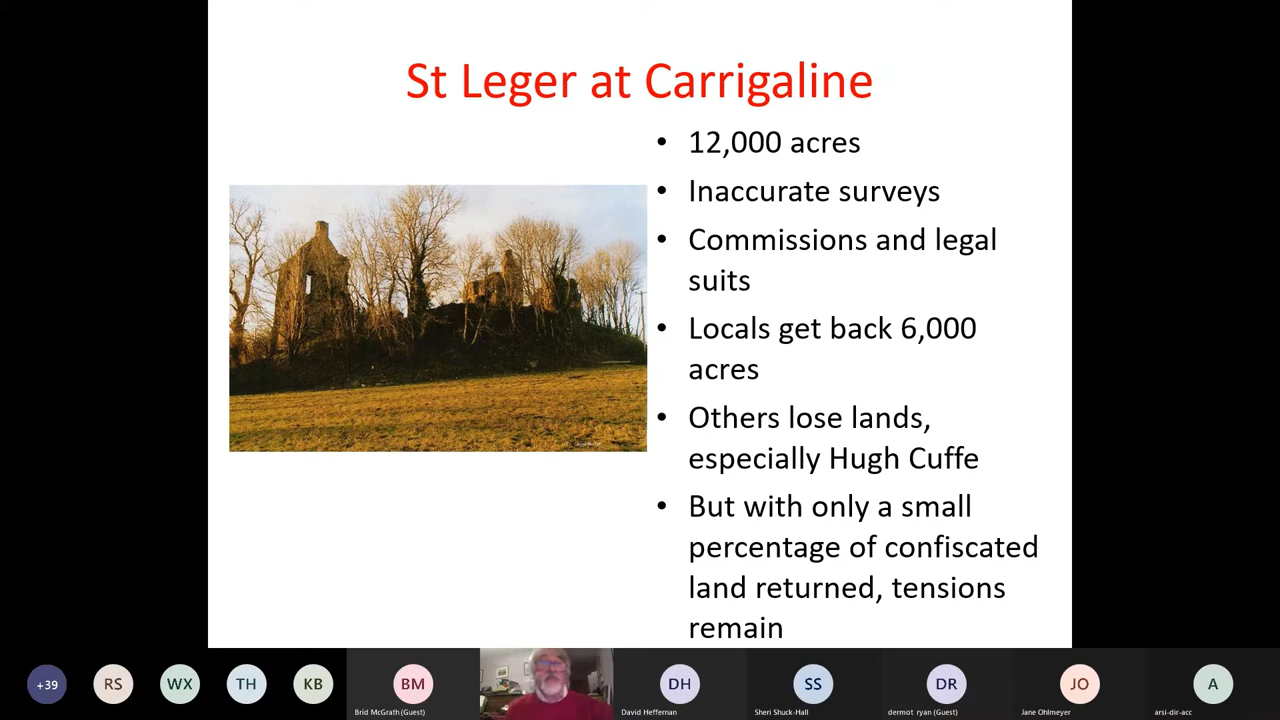 St Leger at Carrigaline
• 12,000 acres
• Inaccurate surveys
• Commissions and legal
suits
• Locals get back 6,000
acres
• Others lose lands,
especially Hugh Cuffe
• But with only a small
percentage of confiscated
land returned, tensions
remain
+39
RS
WX
TH
KB
BM
DH
SS
DR
JO
A
Bríd McGrath (Guest)
David Heffernan
Sheri Shuck-Hall
dermot ryan (Guest)
Jane Ohlmeyer
arsi-dir-acc